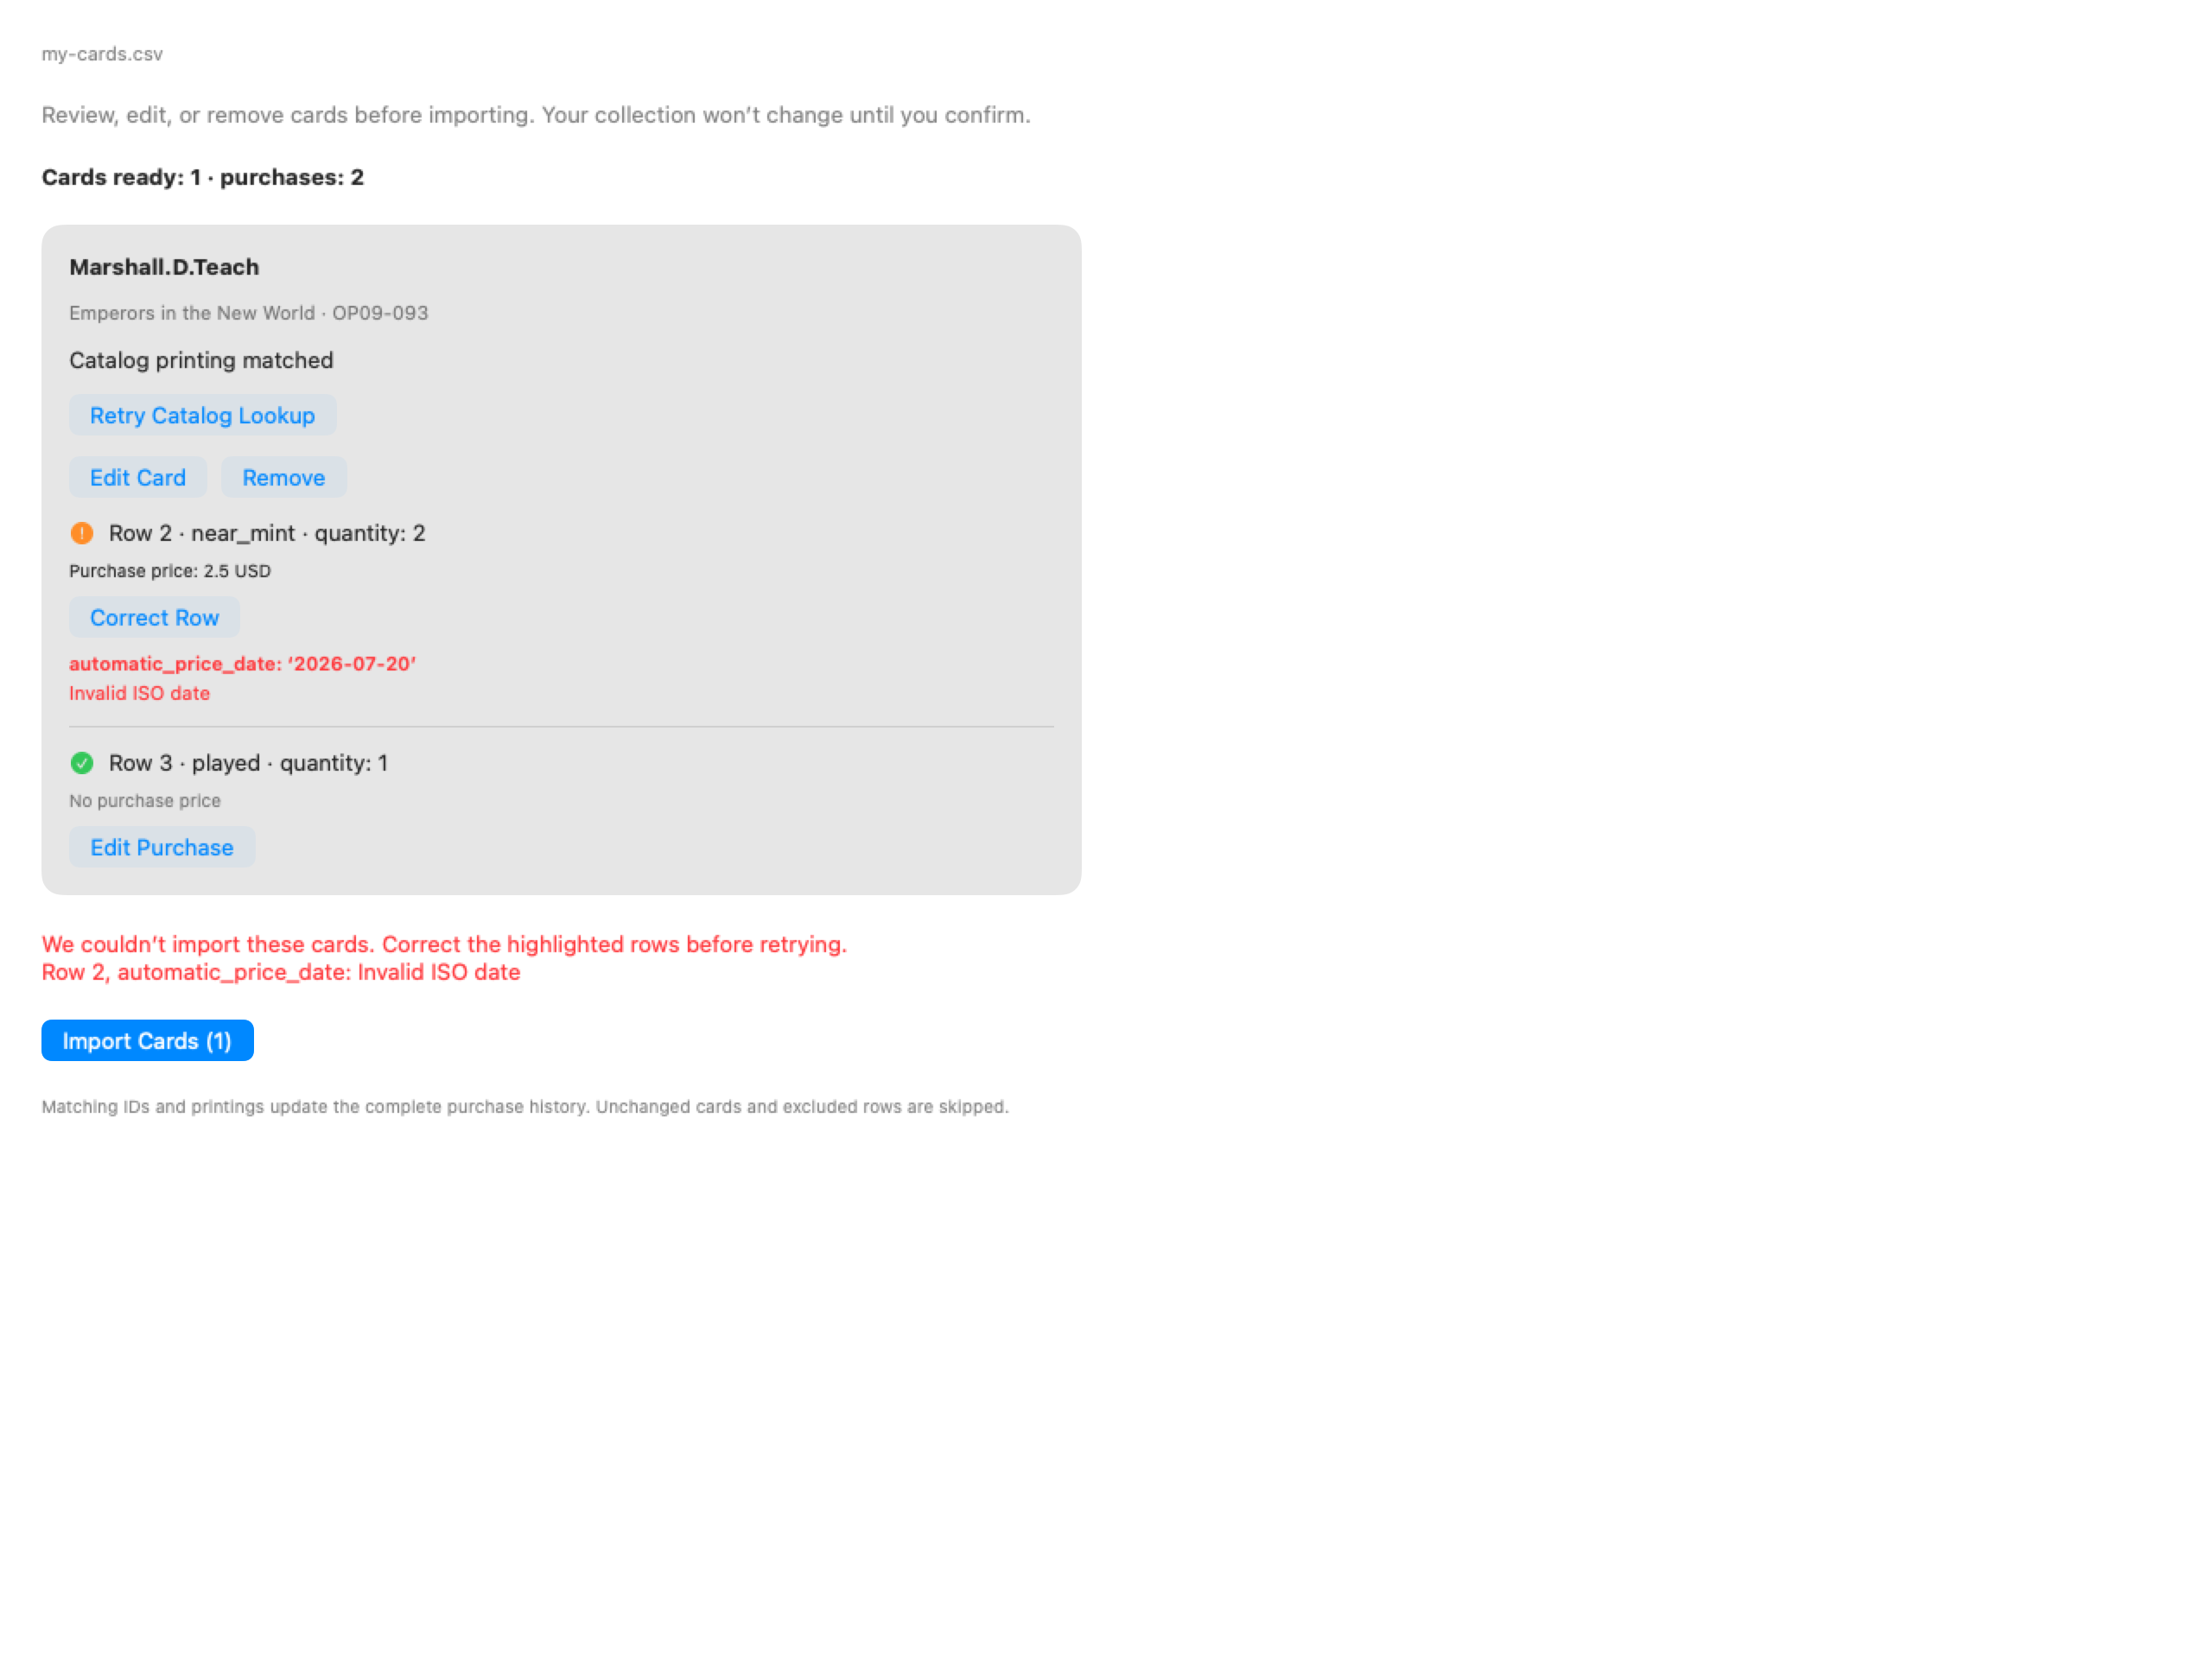 my-cards.csv
Review, edit, or remove cards before importing. Your collection won’t change until you confirm.
Cards ready: 1 · purchases: 2
Marshall.D.Teach
Emperors in the New World · OP09-093
Catalog printing matched
Retry Catalog Lookup
Edit Card Remove
! Row 2 · near_mint · quantity: 2
Purchase price: 2.5 USD
Correct Row
automatic_price_date: ‘2026-07-20’
Invalid ISO date
Row 3 · played · quantity: 1
No purchase price
Edit Purchase
We couldn’t import these cards. Correct the highlighted rows before retrying.
Row 2, automatic_price_date: Invalid ISO date
Import Cards (1)
Matching IDs and printings update the complete purchase history. Unchanged cards and excluded rows are skipped.